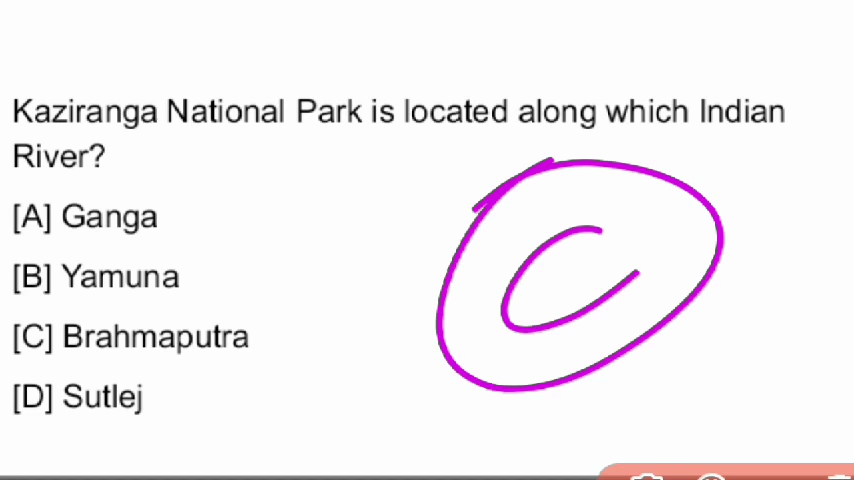 Kaziranga National Park is located along which Indian
River?
[A] Ganga
[B] Yamuna
[C] Brahmaputra
[D] Sutlej
C